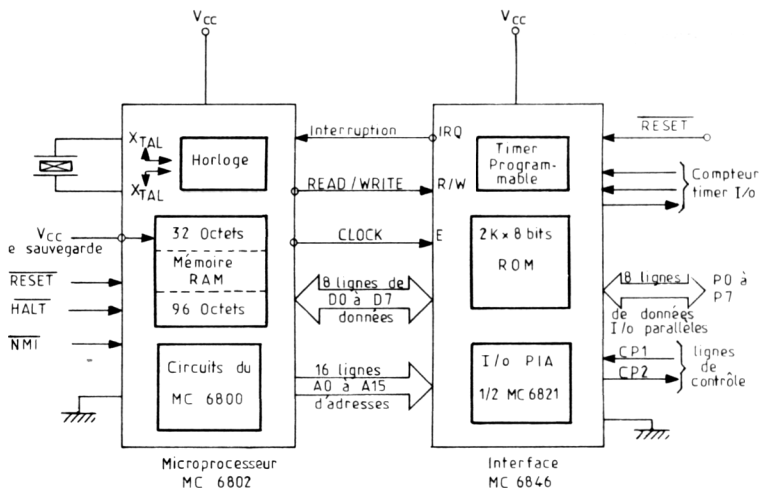 VCC
VCC
XTAL
XTAL
Horloge
Interruption
IRQ
READ/WRITE
R/W
Timer
Programmable
RESET
Compteur
timer I/o
VCC
e sauvegarde
32 Octets
Mémoire
RAM
96 Octets
CLOCK
E
2K x 8 bits
ROM
RESET
HALT
NMI
8 lignes de
D0 à D7
données
8 lignes
P0 à
P7
de données
I/o parallèles
Circuits du
MC 6800
16 lignes
A0 à A15
d'adresses
I/o PIA
1/2 MC6821
CP1
CP2
lignes
de
contrôle
Microprocesseur
MC 6802
Interface
MC 6846